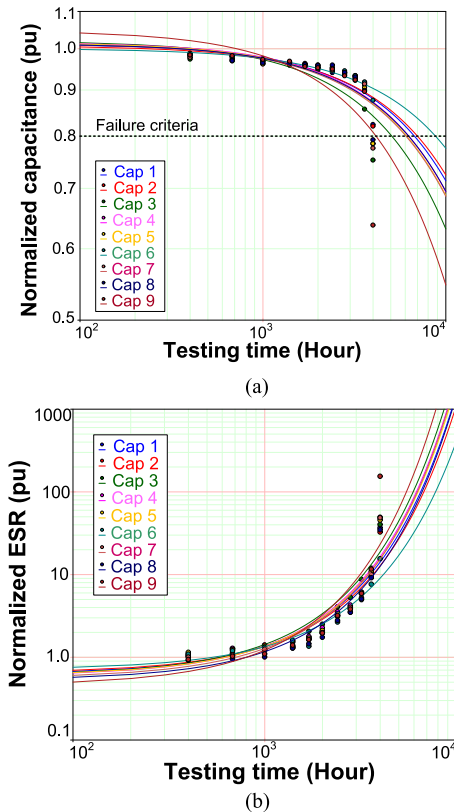 1.1
1.0
0.9
0.8
0.7
0.6
0.5
Normalized capacitance (pu)
Failure criteria
Cap 1
Cap 2
Cap 3
Cap 4
Cap 5
Cap 6
Cap 7
Cap 8
Cap 9
10² 10³ 10⁴
Testing time (Hour)
(a)
1000
100
10
1.0
0.1
Normalized ESR (pu)
Cap 1
Cap 2
Cap 3
Cap 4
Cap 5
Cap 6
Cap 7
Cap 8
Cap 9
10² 10³ 10⁴
Testing time (Hour)
(b)